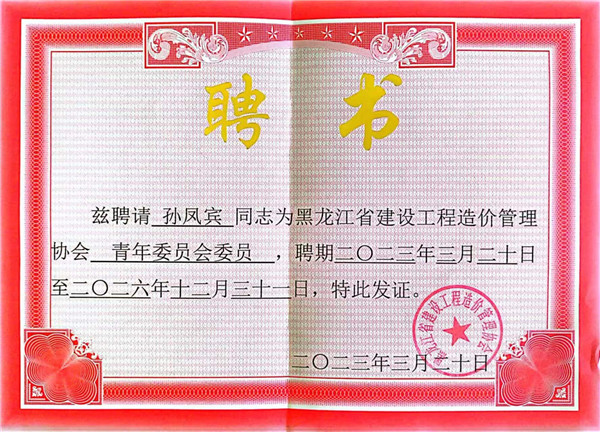 聘书
兹聘请 孙凤宾 同志为黑龙江省建设工程造价管理
协会 青年委员会委员 ，聘期二〇二三年三月二十日
至二〇二六年十二月三十一日，特此发证。
黑龙江省建设工程造价管理协会
二〇二三年三月二十日